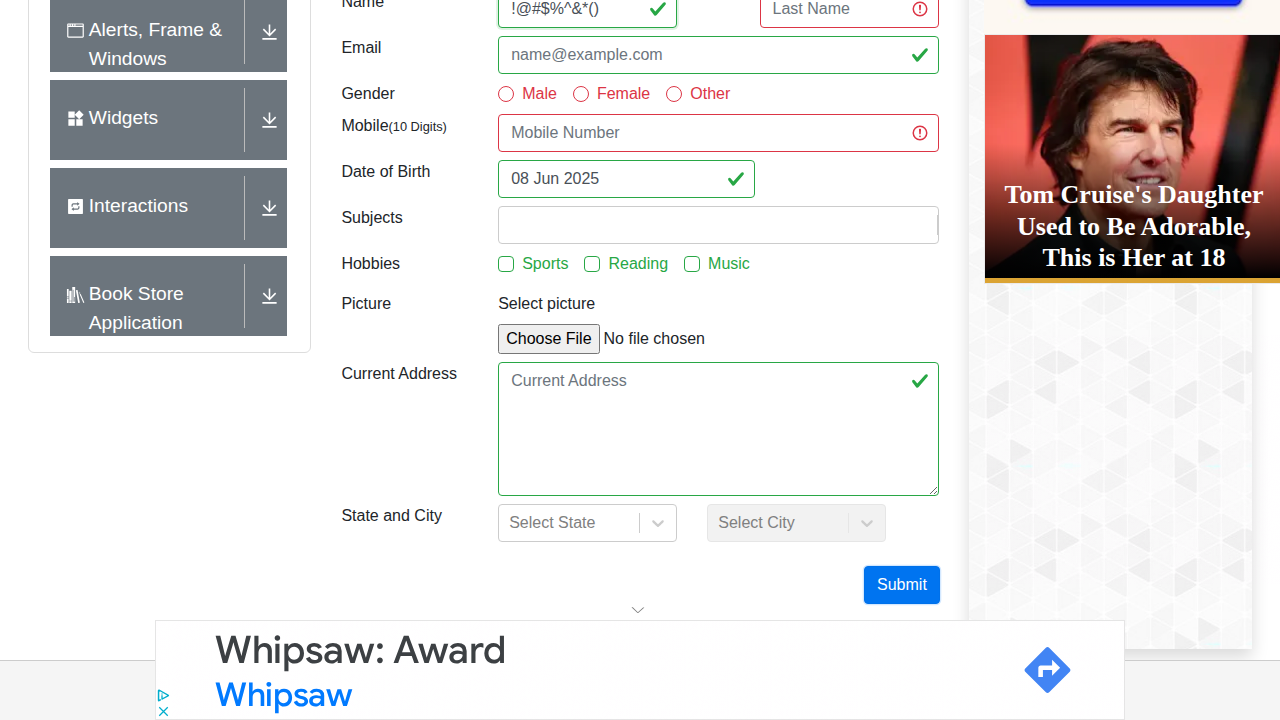 Name
!@#$%^&*()
Last Name
Alerts, Frame &
Windows
Email
name@example.com
Widgets
Gender
Male
Female
Other
Mobile(10 Digits)
Mobile Number
Date of Birth
08 Jun 2025
Interactions
Subjects
Hobbies
Sports
Reading
Music
Book Store
Application
Picture
Select picture
Choose File No file chosen
Current Address
Current Address
State and City
Select State
Select City
Submit
Tom Cruise's Daughter
Used to Be Adorable,
This is Her at 18
Whipsaw: Award
Whipsaw